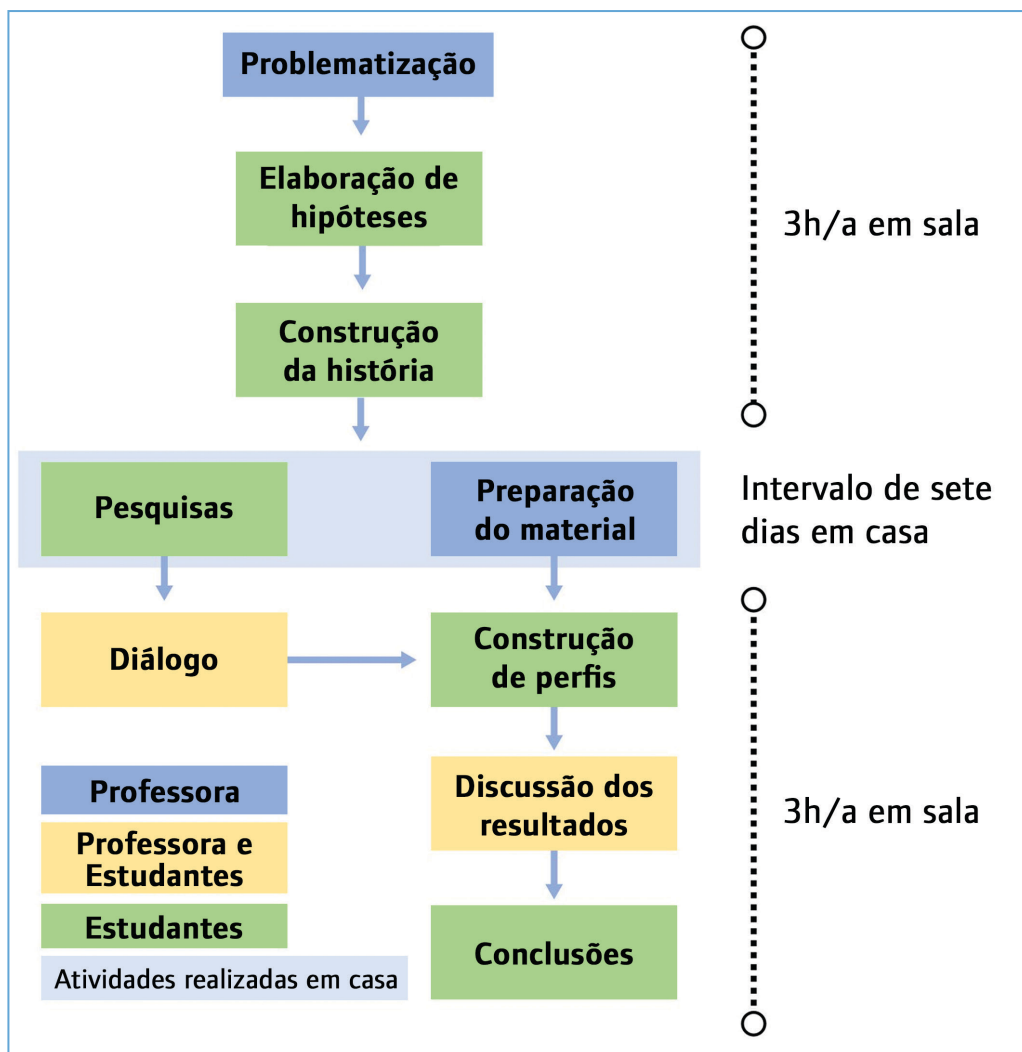 Problematização
Elaboração de
hipóteses
Construção
da história
3h/a em sala
Pesquisas
Preparação
do material
Intervalo de sete
dias em casa
Diálogo
Construção
de perfis
Discussão dos
resultados
Conclusões
3h/a em sala
Professora
Professora e
Estudantes
Estudantes
Atividades realizadas em casa